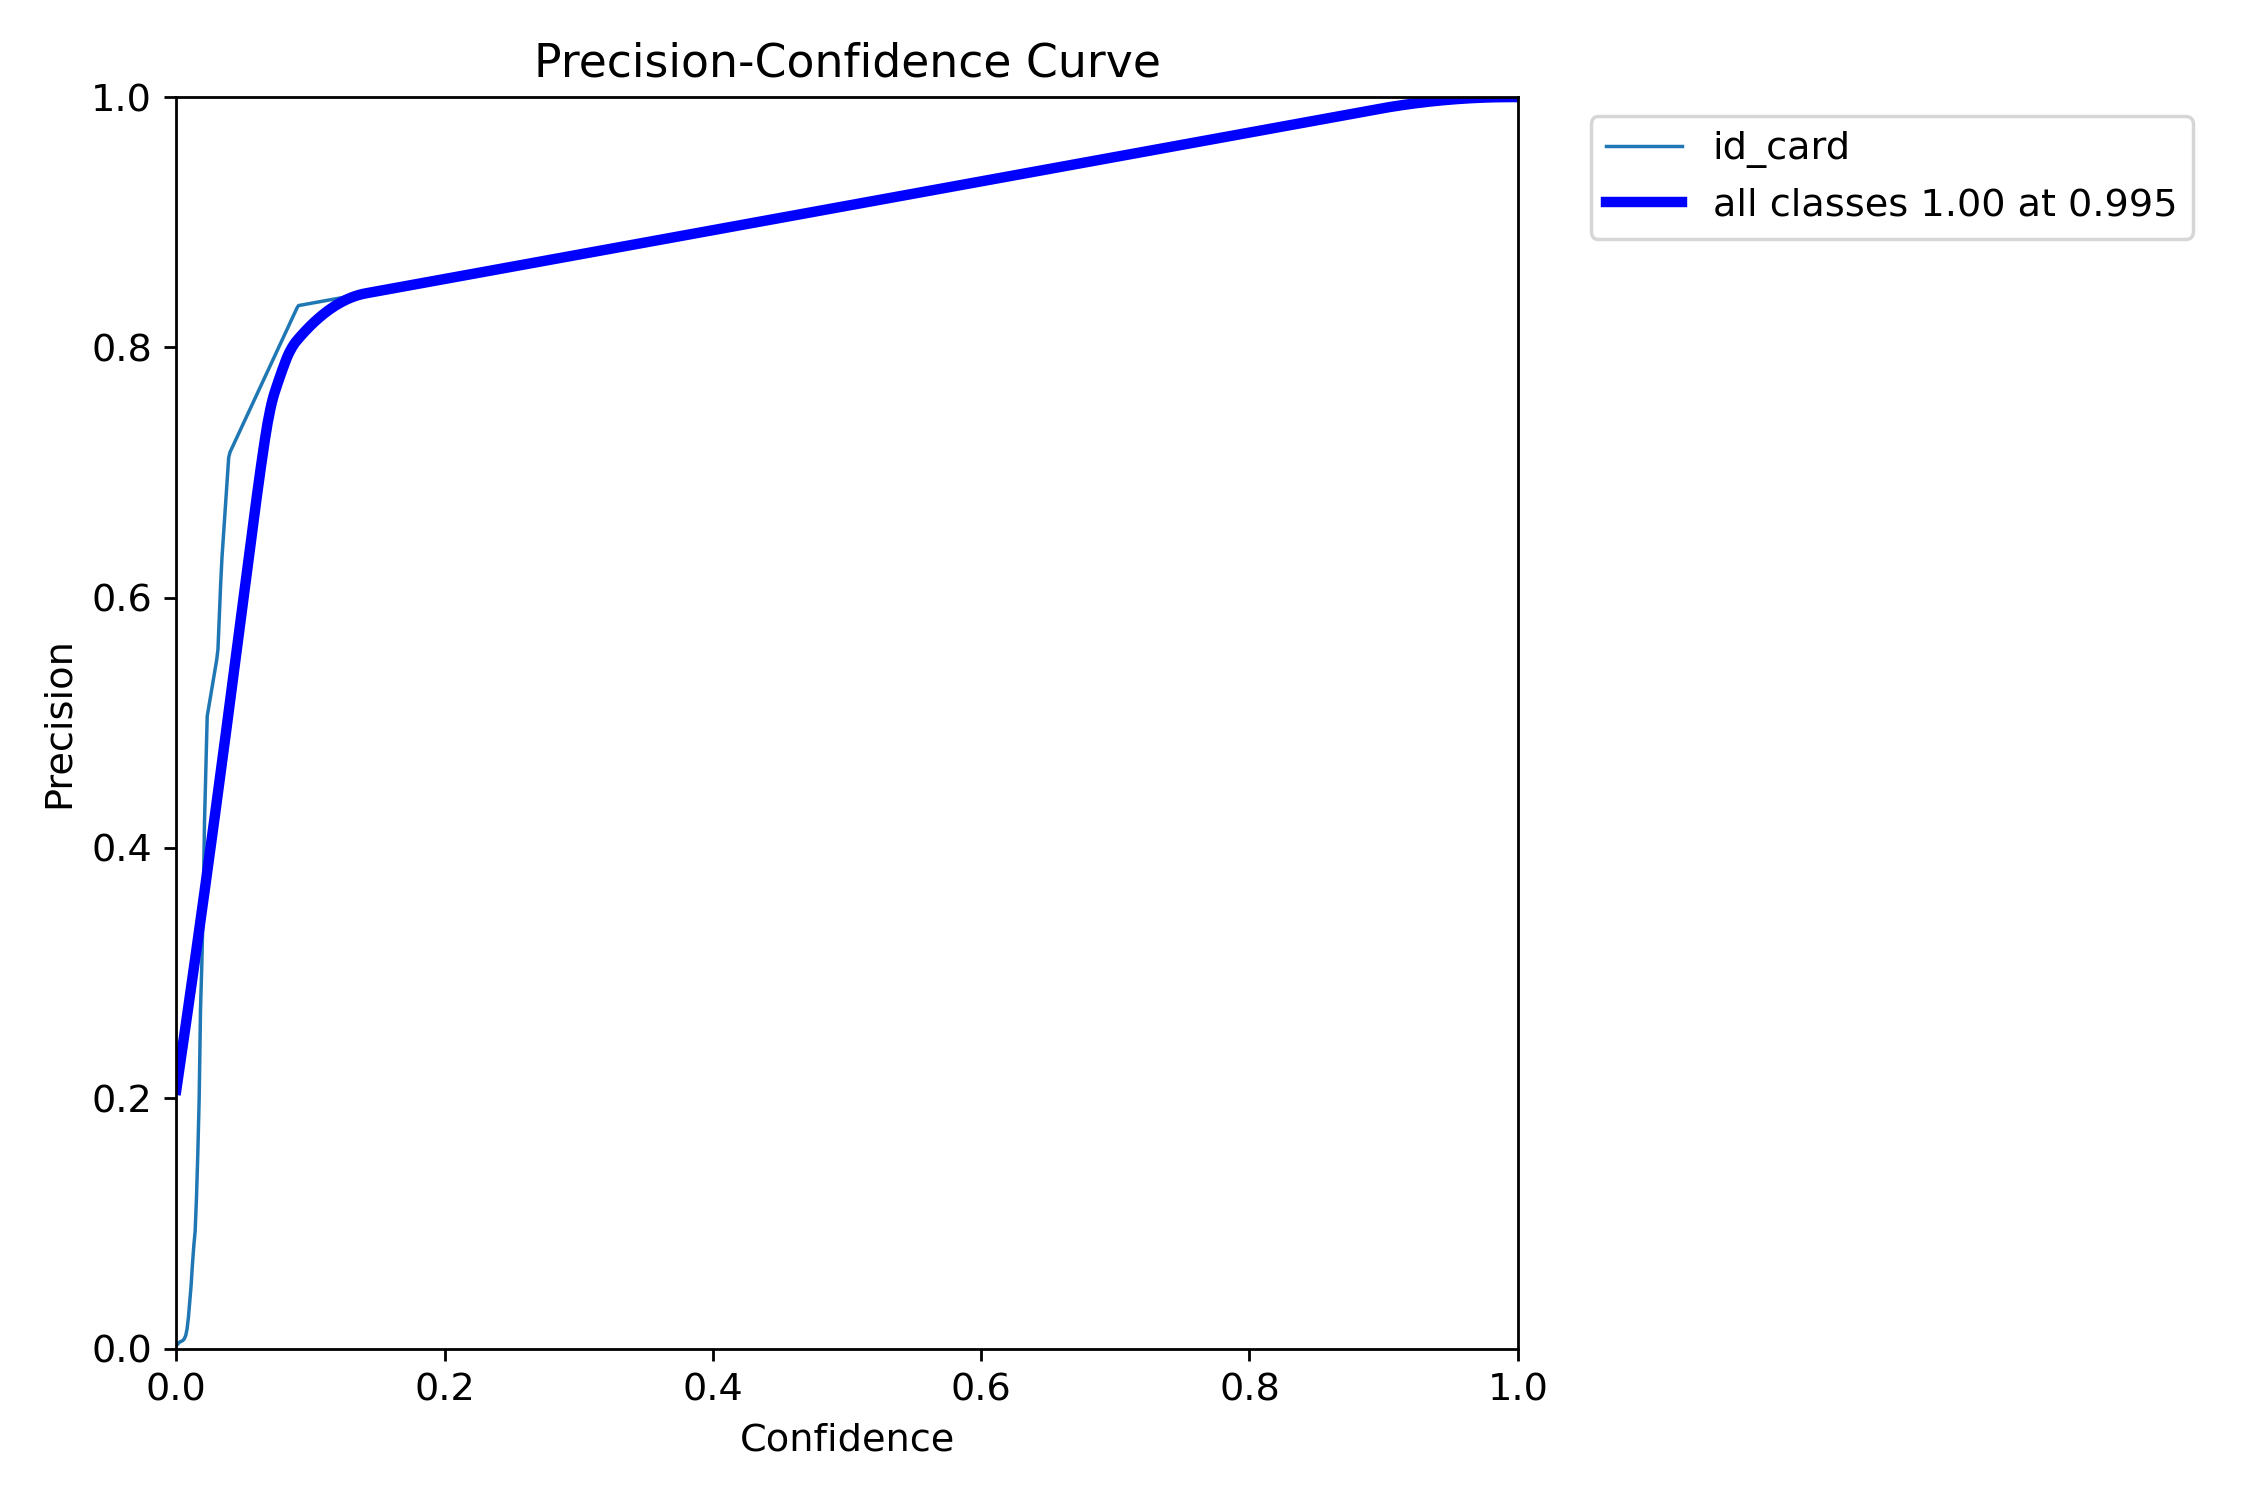 Precision-Confidence Curve
id_card
all classes 1.00 at 0.995
Precision
1.0
0.8
0.6
0.4
0.2
0.0
0.0 0.2 0.4 0.6 0.8 1.0
Confidence